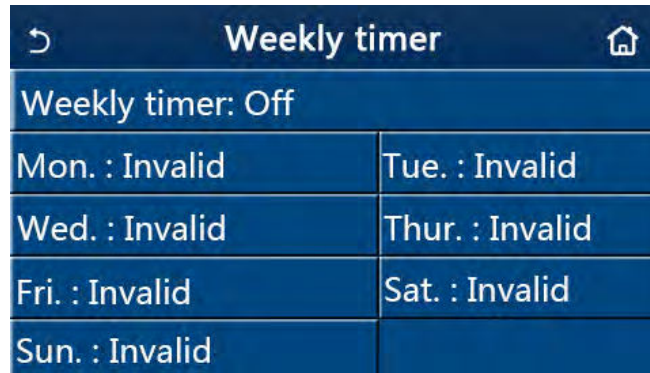 Weekly timer
Weekly timer: Off
Mon. : Invalid
Tue. : Invalid
Wed. : Invalid
Thur. : Invalid
Fri. : Invalid
Sat. : Invalid
Sun. : Invalid